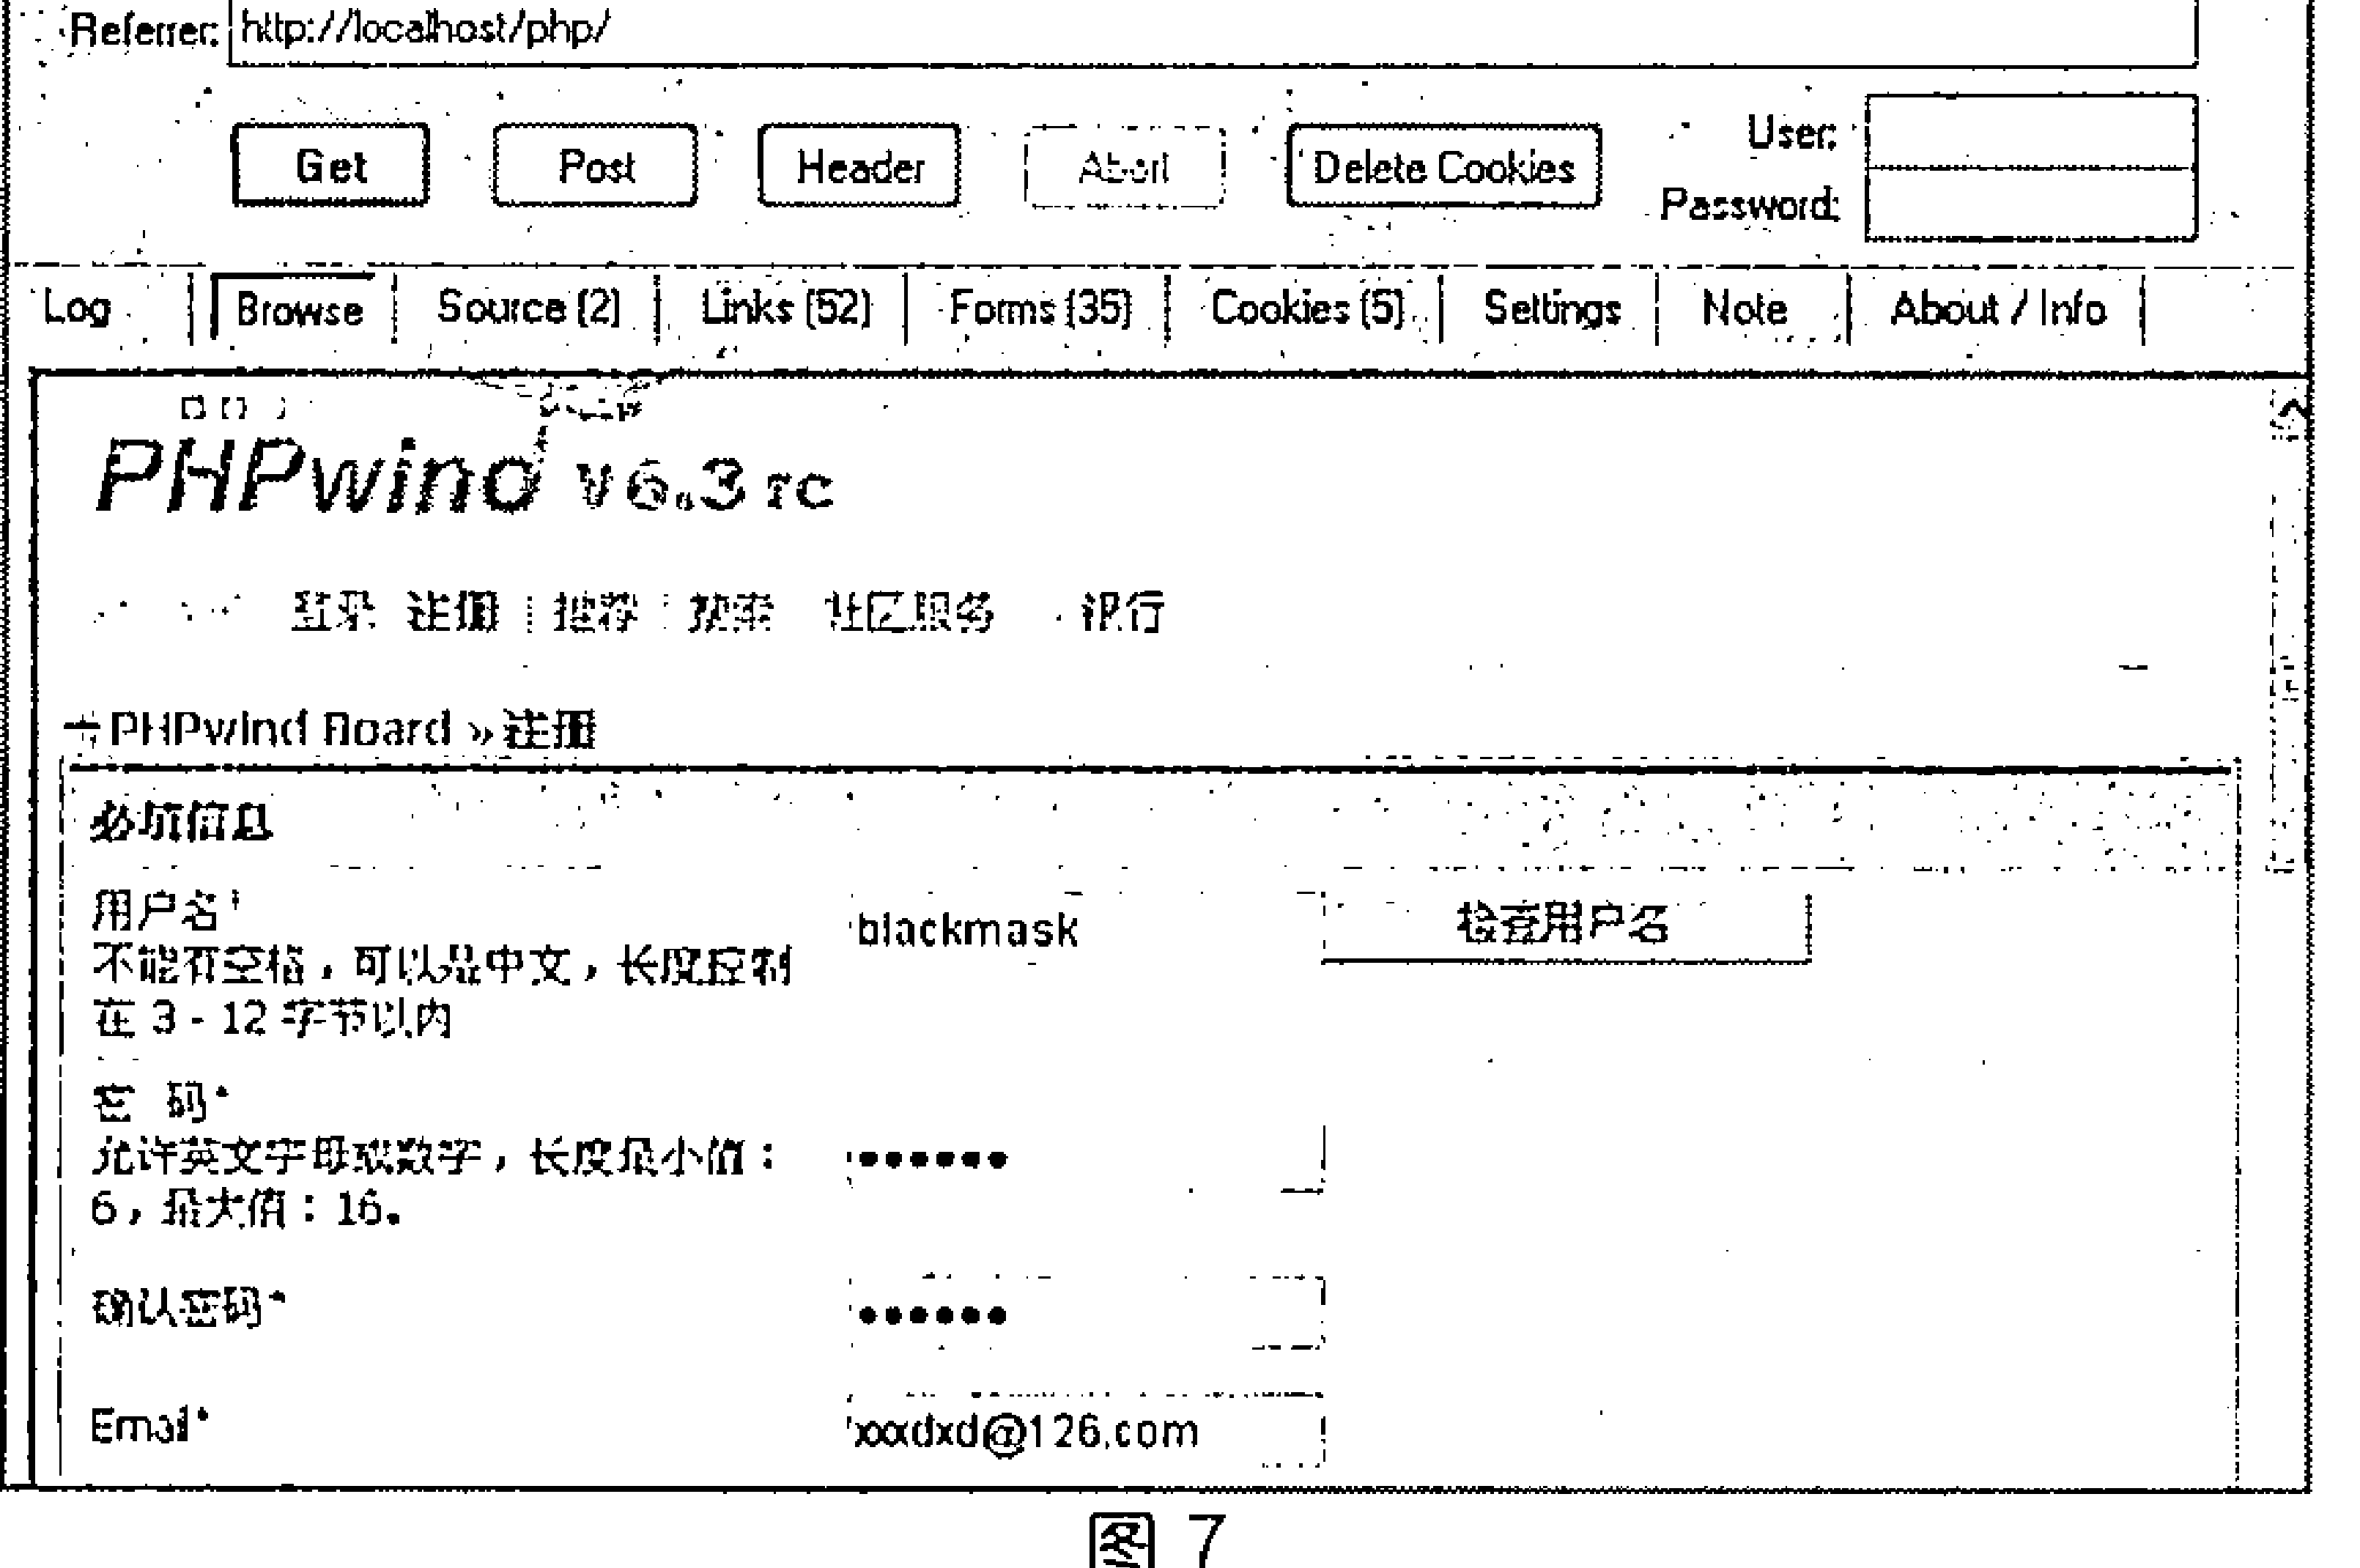 Referrer: http://localhost/php/
Get Post Header Abort Delete Cookies User:
Password:
Log Browse Source (2) Links (52) Forms (35) Cookies (5) Settings Note About / Info
PHPwind v6.3 rc
登录 注册 推荐 搜索 社区服务 银行
PHPwind Board » 注册
必填信息
用户名* blackmask 检查用户名
不能有空格，可以是中文，长度控制
在 3 - 12 字节以内
密 码*
允许英文字母或数字，长度最小值： ••••••
6，最大值：16。
确认密码* ••••••
Email* xxxdxd@126.com
图 7